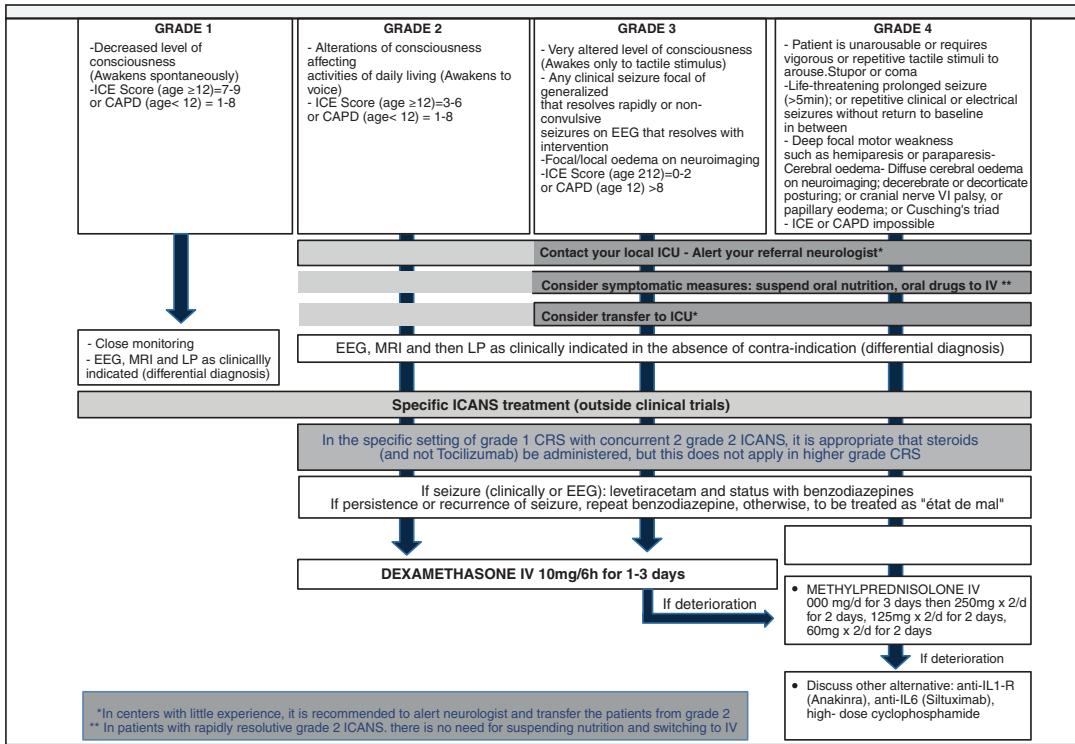 GRADE 1
-Decreased level of
consciousness
(Awakens spontaneously)
-ICE Score (age ≥12)=7-9
or CAPD (age< 12) = 1-8
GRADE 2
- Alterations of consciousness
affecting
activities of daily living (Awakens to
voice)
- ICE Score (age ≥12)=3-6
or CAPD (age< 12) = 1-8
GRADE 3
- Very altered level of consciousness
(Awakes only to tactile stimulus)
- Any clinical seizure focal of
generalized
that resolves rapidly or non-
convulsive
seizures on EEG that resolves with
intervention
-Focal/local oedema on neuroimaging
-ICE Score (age 212)=0-2
or CAPD (age 12) >8
GRADE 4
- Patient is unarousable or requires
vigorous or repetitive tactile stimuli to
arouse.Stupor or coma
-Life-threatening prolonged seizure
(>5min); or repetitive clinical or electrical
seizures without return to baseline
in between
- Deep focal motor weakness
such as hemiparesis or paraparesis-
Cerebral oedema- Diffuse cerebral oedema
on neuroimaging; decerebrate or decorticate
posturing; or cranial nerve VI palsy, or
papillary eodema; or Cusching's triad
- ICE or CAPD impossible
Contact your local ICU - Alert your referral neurologist*
Consider symptomatic measures: suspend oral nutrition, oral drugs to IV **
Consider transfer to ICU*
- Close monitoring
- EEG, MRI and LP as clinicallly
indicated (differential diagnosis)
EEG, MRI and then LP as clinically indicated in the absence of contra-indication (differential diagnosis)
Specific ICANS treatment (outside clinical trials)
In the specific setting of grade 1 CRS with concurrent 2 grade 2 ICANS, it is appropriate that steroids
(and not Tocilizumab) be administered, but this does not apply in higher grade CRS
If seizure (clinically or EEG): levetiracetam and status with benzodiazepines
If persistence or recurrence of seizure, repeat benzodiazepine, otherwise, to be treated as "état de mal"
DEXAMETHASONE IV 10mg/6h for 1-3 days
If deterioration
• METHYLPREDNISOLONE IV
000 mg/d for 3 days then 250mg x 2/d
for 2 days, 125mg x 2/d for 2 days,
60mg x 2/d for 2 days
If deterioration
• Discuss other alternative: anti-IL1-R
(Anakinra), anti-IL6 (Siltuximab),
high- dose cyclophosphamide
*In centers with little experience, it is recommended to alert neurologist and transfer the patients from grade 2
** In patients with rapidly resolutive grade 2 ICANS. there is no need for suspending nutrition and switching to IV